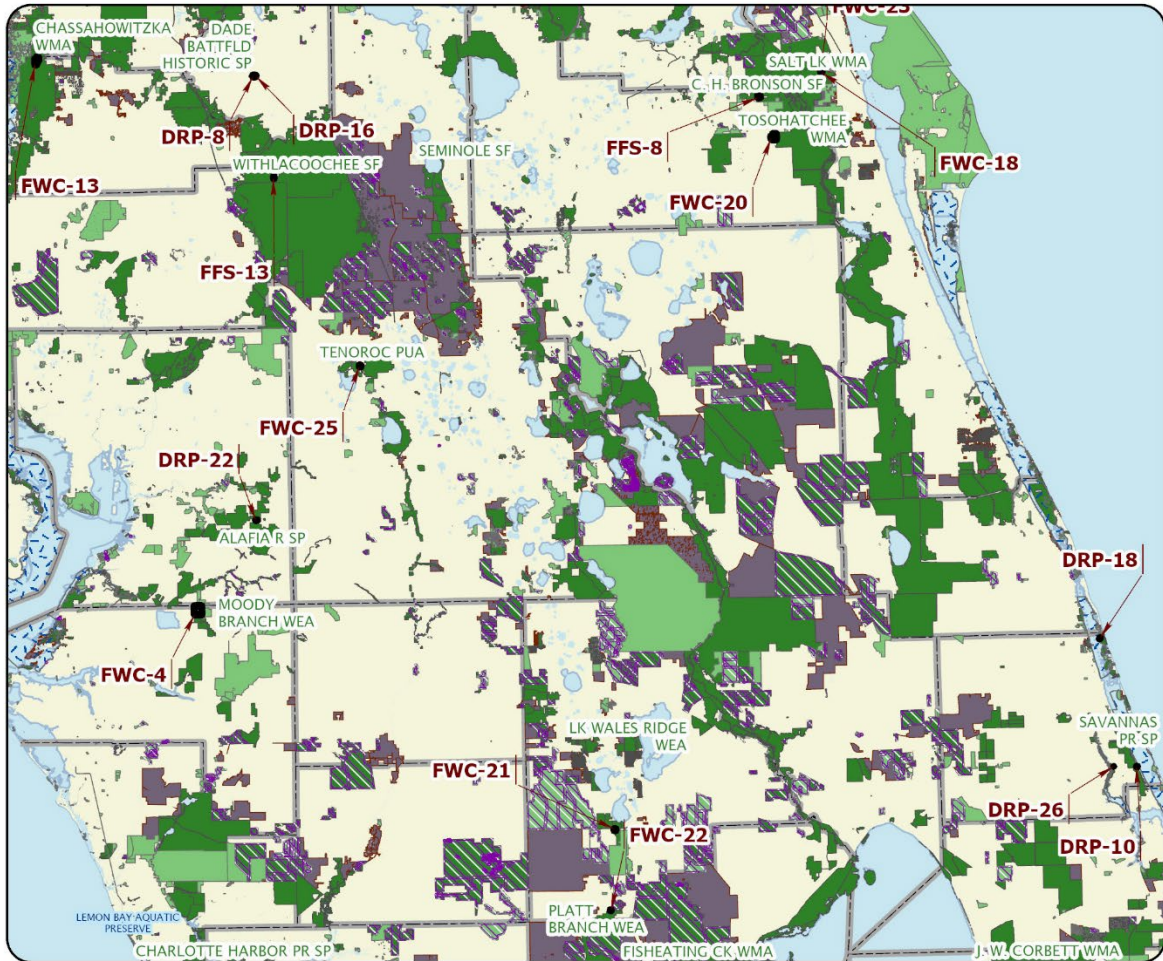 FWC-23
CHASSAHOWITZKA
WMA
DADE
BATTFLD
HISTORIC SP
SALT LK WMA
C. H. BRONSON SF
TOSOHATCHEE
WMA
DRP-8
DRP-16
SEMINOLE SF
FFS-8
WITHLACOOCHEE SF
FWC-18
FWC-13
FWC-20
FFS-13
TENOROC PUA
FWC-25
DRP-22
ALAFIA R SP
DRP-18
MOODY
BRANCH WEA
FWC-4
LK WALES RIDGE
WEA
SAVANNAS
PR SP
FWC-21
DRP-26
FWC-22
DRP-10
PLATT
BRANCH WEA
LEMON BAY AQUATIC
PRESERVE
CHARLOTTE HARBOR PR SP
FISHEATING CK WMA
J. W. CORBETT WMA